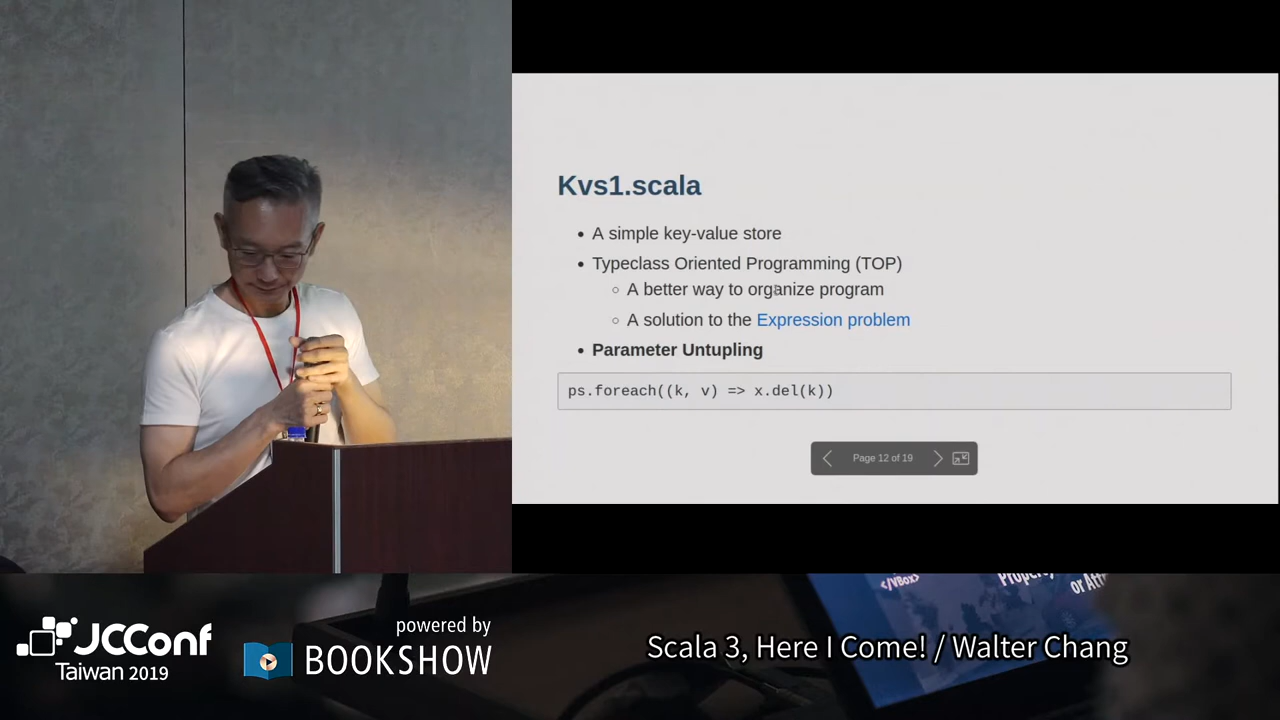 Kvs1.scala
• A simple key-value store
• Typeclass Oriented Programming (TOP)
○ A better way to organize program
○ A solution to the Expression problem
• Parameter Untupling
ps.foreach((k, v) => x.del(k))
Page 12 of 19
</VBox>
JCConf
Taiwan 2019
powered by
BOOKSHOW
Scala 3, Here I Come! / Walter Chang